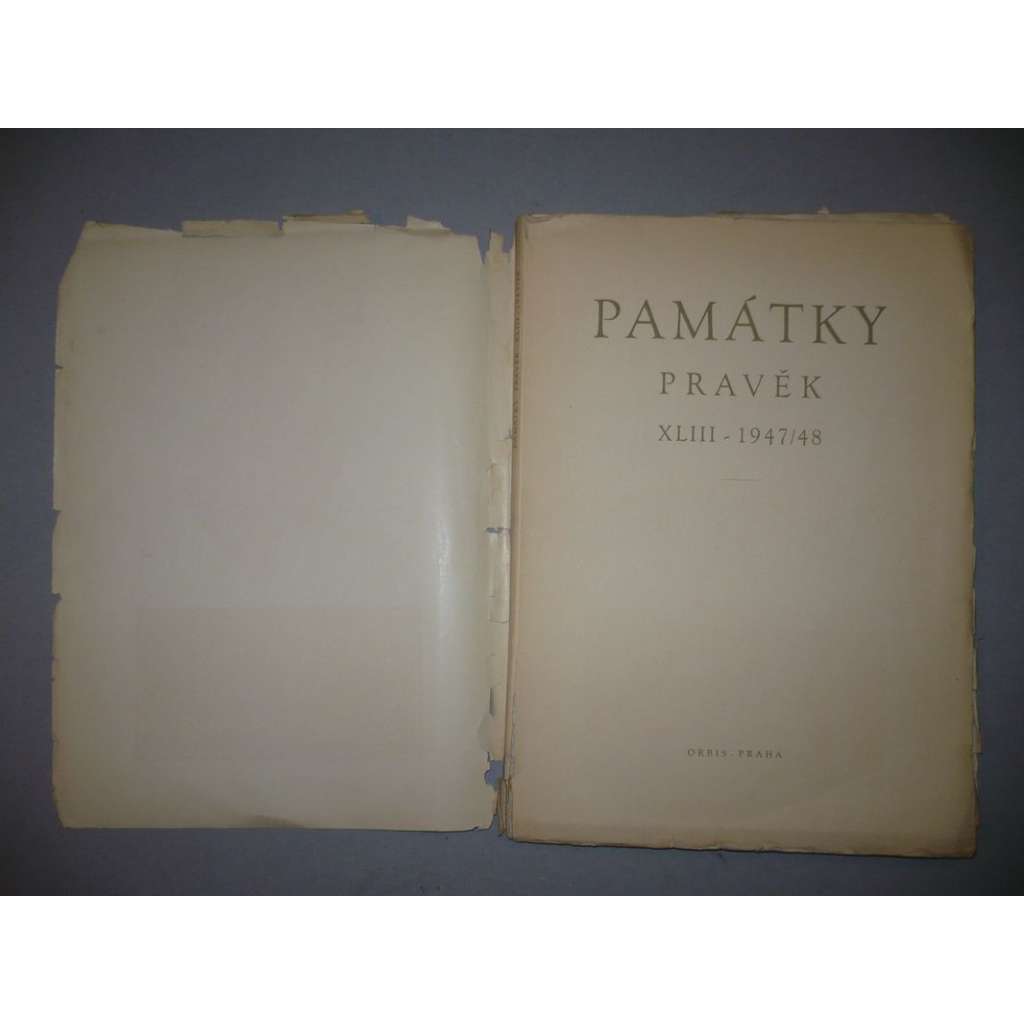 PAMÁTKY
PRAVĚK
XLIII - 1947/48
ORBIS - PRAHA